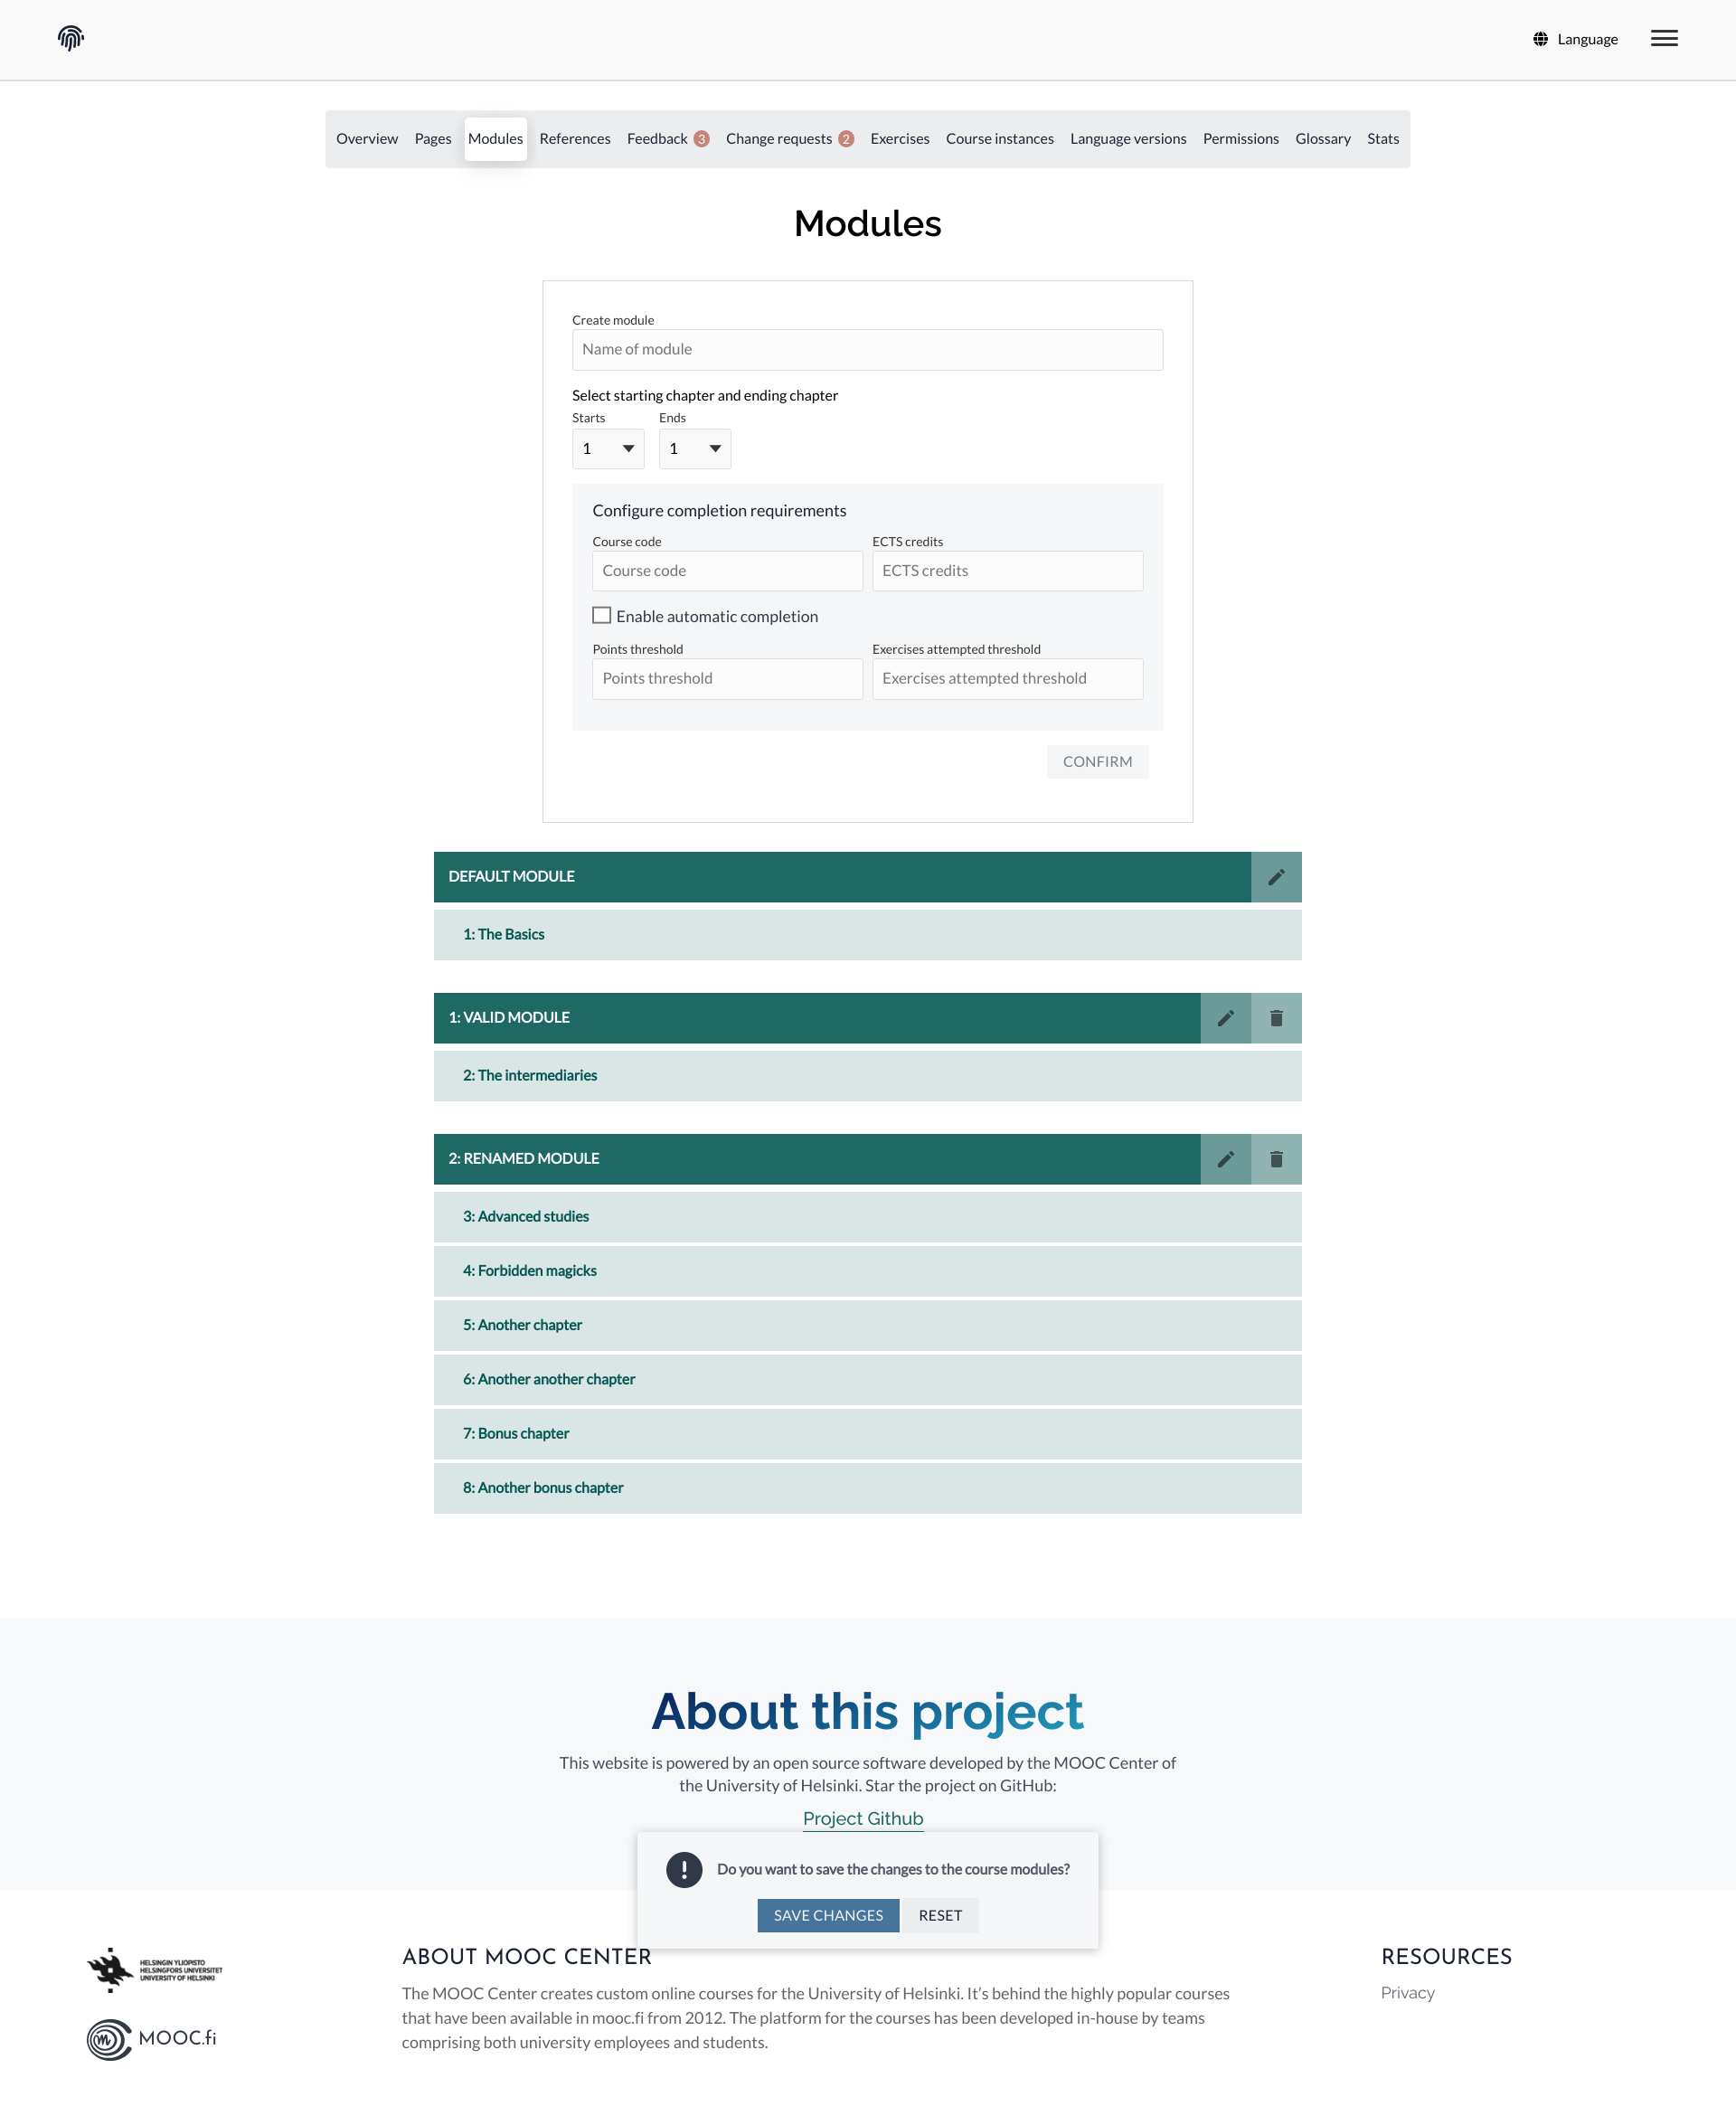 Language
Overview Pages Modules References Feedback 3 Change requests 2 Exercises Course instances Language versions Permissions Glossary Stats
Modules
Create module
Name of module
Select starting chapter and ending chapter
Starts Ends
1 1
Configure completion requirements
Course code ECTS credits
Course code ECTS credits
Enable automatic completion
Points threshold Exercises attempted threshold
Points threshold Exercises attempted threshold
CONFIRM
DEFAULT MODULE
1: The Basics
1: VALID MODULE
2: The intermediaries
2: RENAMED MODULE
3: Advanced studies
4: Forbidden magicks
5: Another chapter
6: Another another chapter
7: Bonus chapter
8: Another bonus chapter
About this project
This website is powered by an open source software developed by the MOOC Center of
the University of Helsinki. Star the project on GitHub:
Project Github
Do you want to save the changes to the course modules?
SAVE CHANGES RESET
HELSINGIN YLIOPISTO
HELSINGFORS UNIVERSITET
UNIVERSITY OF HELSINKI
MOOC.fi
ABOUT MOOC CENTER
The MOOC Center creates custom online courses for the University of Helsinki. It's behind the highly popular courses
that have been available in mooc.fi from 2012. The platform for the courses has been developed in-house by teams
comprising both university employees and students.
RESOURCES
Privacy